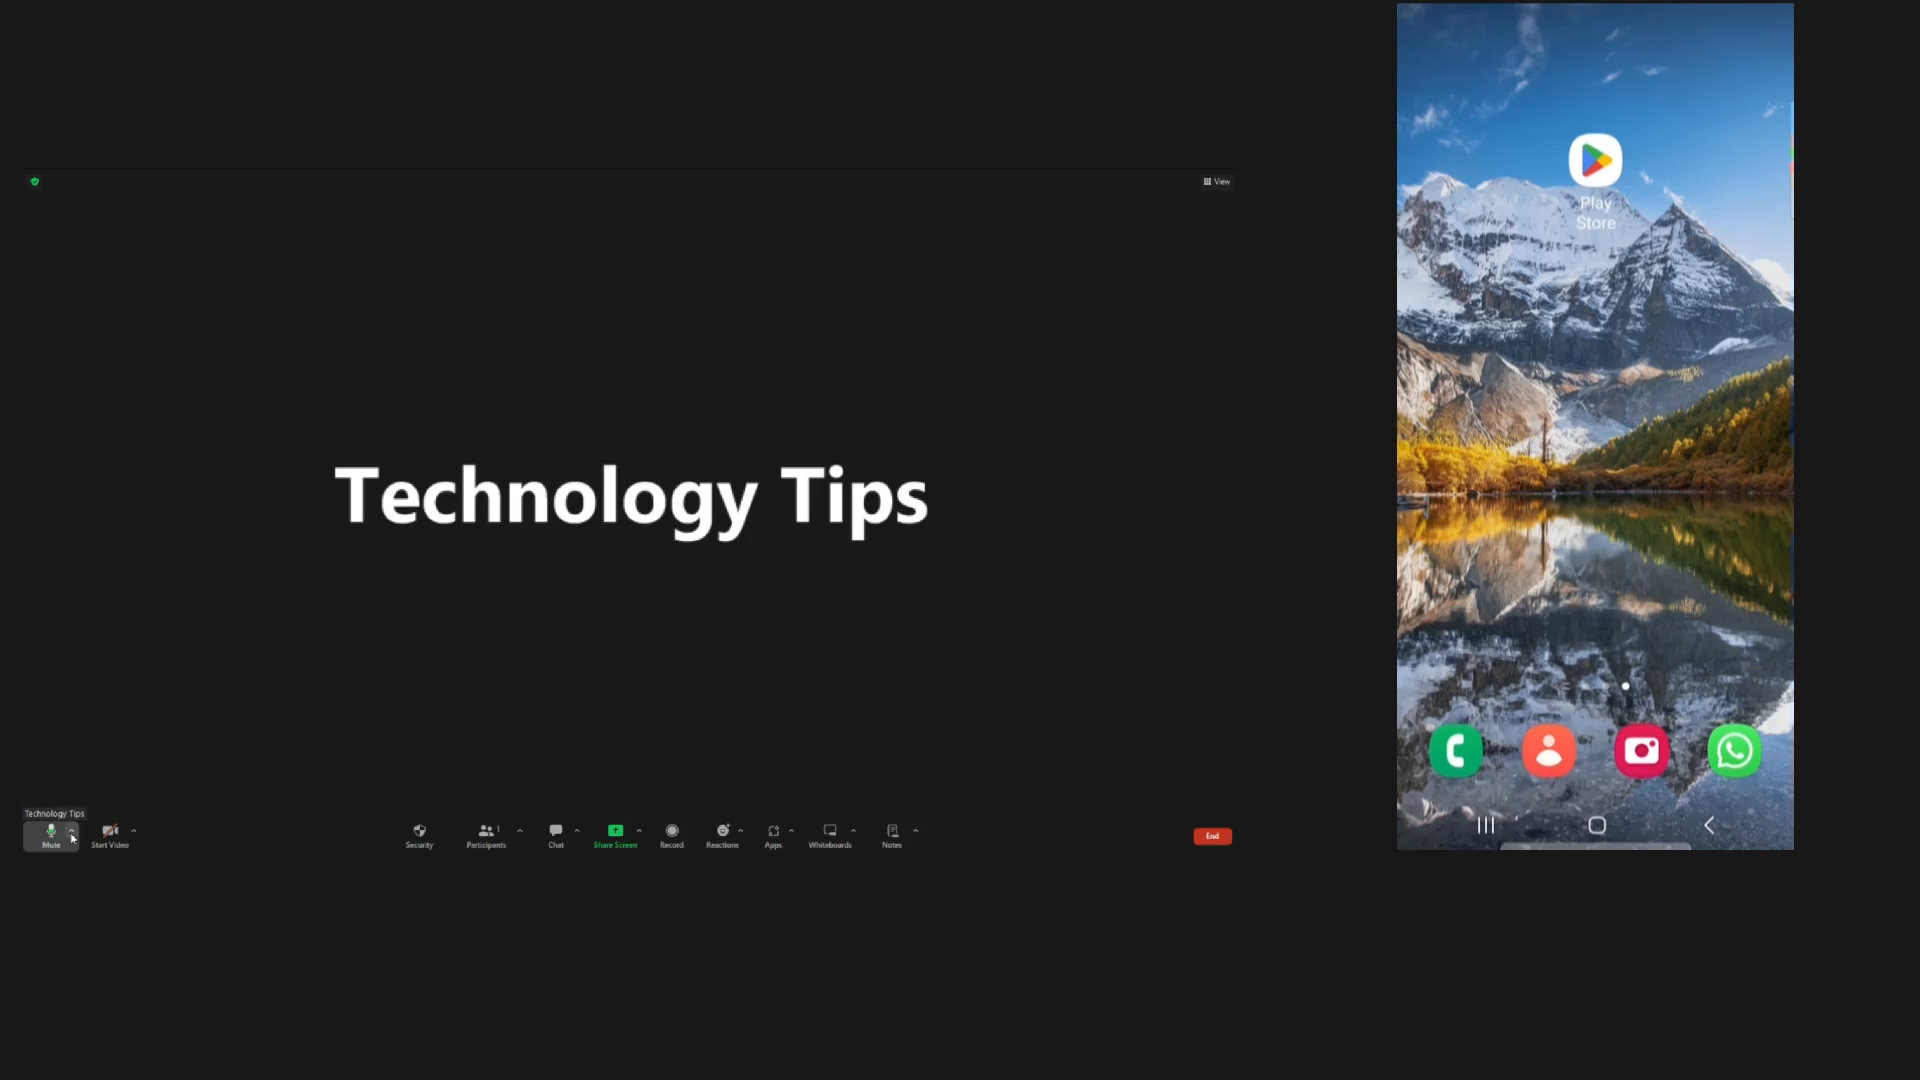 View
Technology Tips
Technology Tips
Mute
Start Video
Security
Participants
1
Chat
Share Screen
Record
Reactions
Apps
Whiteboards
Notes
End
Play
Store